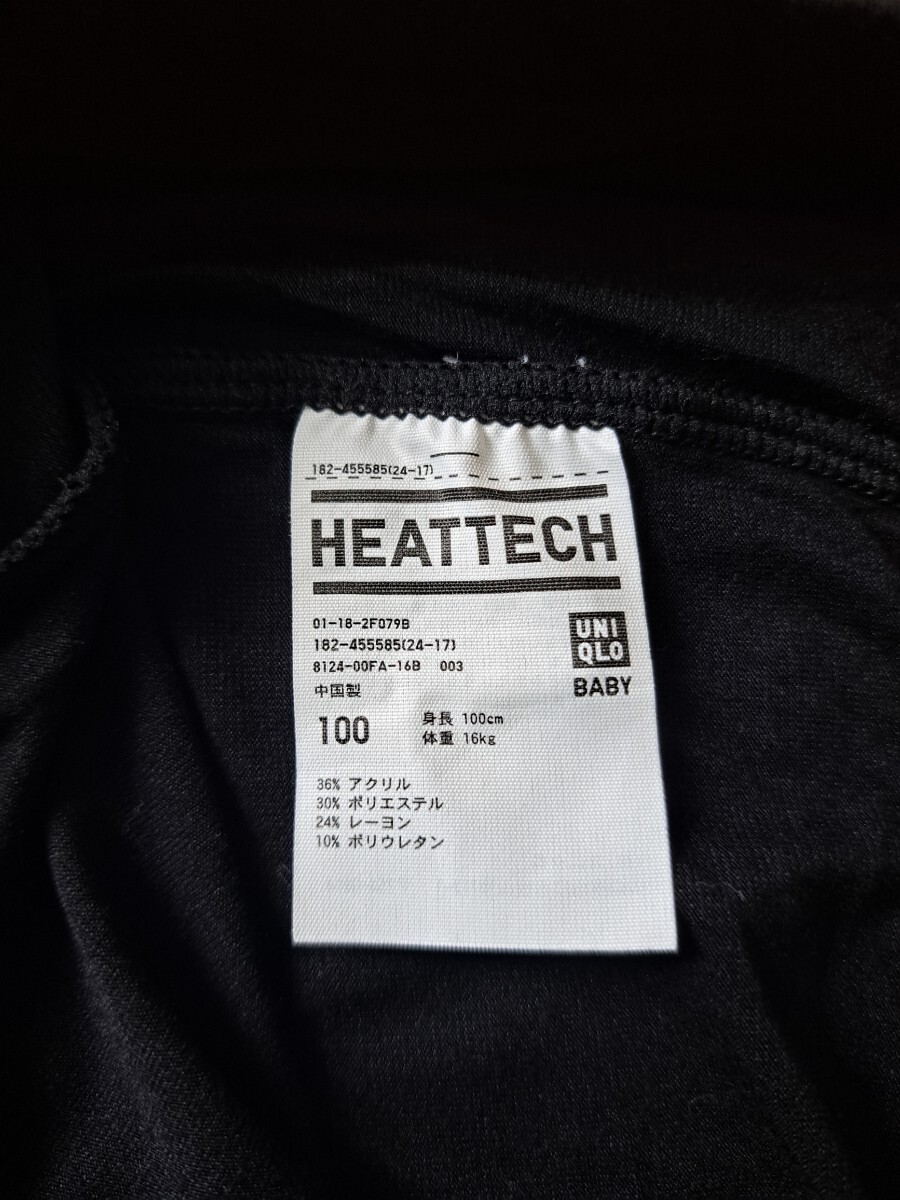 182-455585(24-17)
HEATTECH
01-18-2F079B
182-455585(24-17)
8124-00FA-16B 003
中国製
UNI
QLO
BABY
100
身長 100cm
体重 16kg
36% アクリル
30% ポリエステル
24% レーヨン
10% ポリウレタン